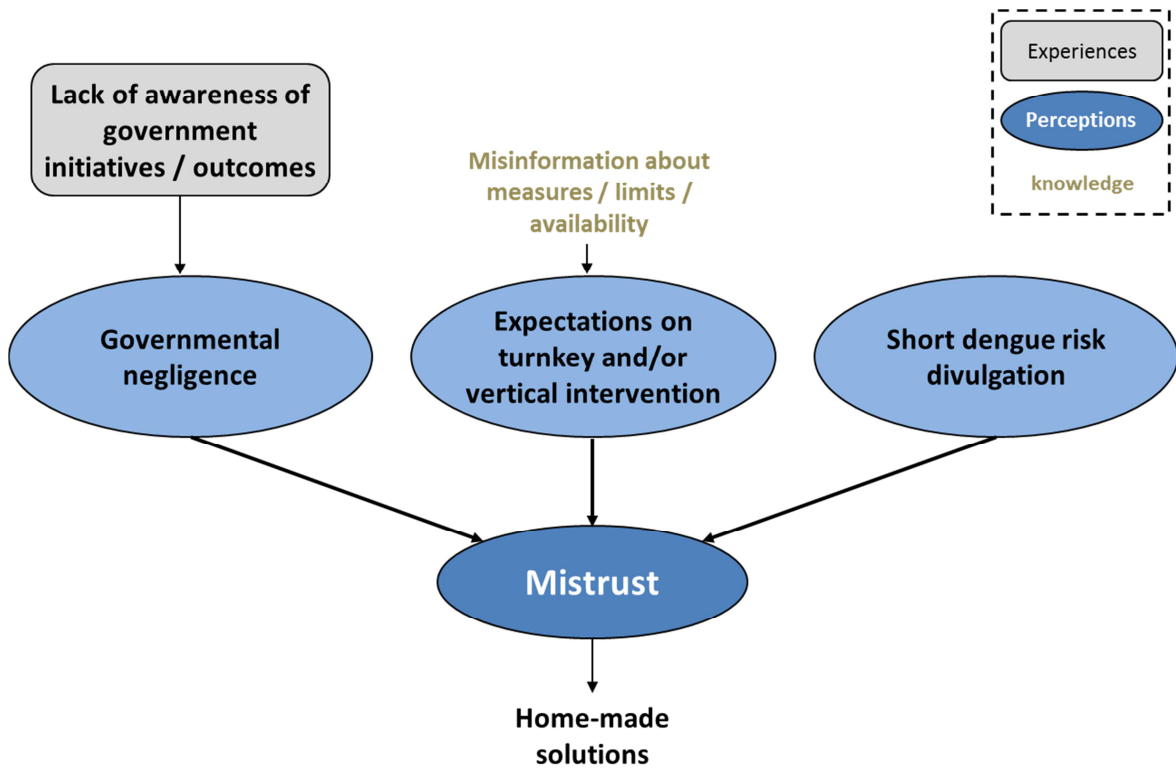 Experiences
Perceptions
knowledge
Lack of awareness of
government
initiatives / outcomes
Misinformation about
measures / limits /
availability
Governmental
negligence
Expectations on
turnkey and/or
vertical intervention
Short dengue risk
divulgation
Mistrust
Home-made
solutions